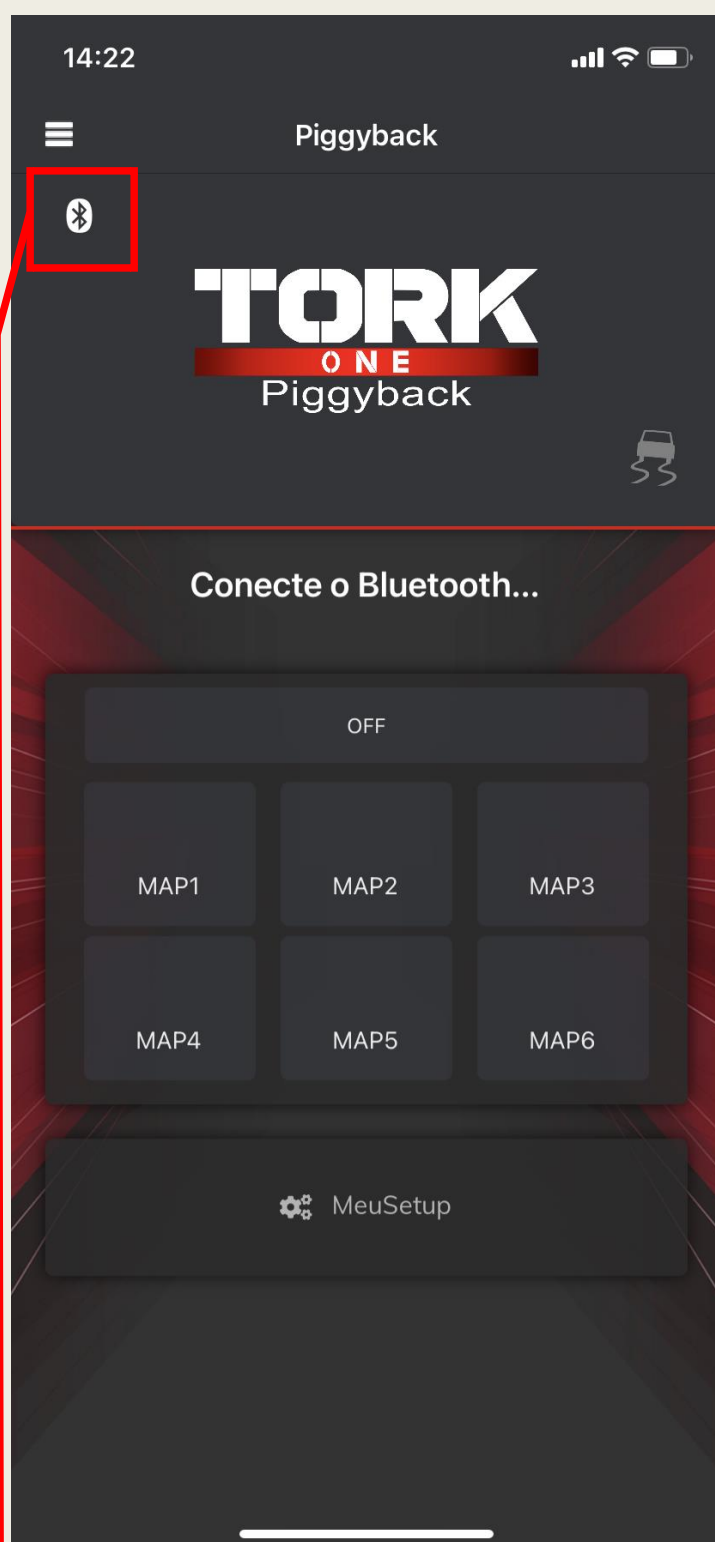 14:22
Piggyback
TORK
ONE
Piggyback
Conecte o Bluetooth...
OFF
MAP1 MAP2 MAP3
MAP4 MAP5 MAP6
MeuSetup